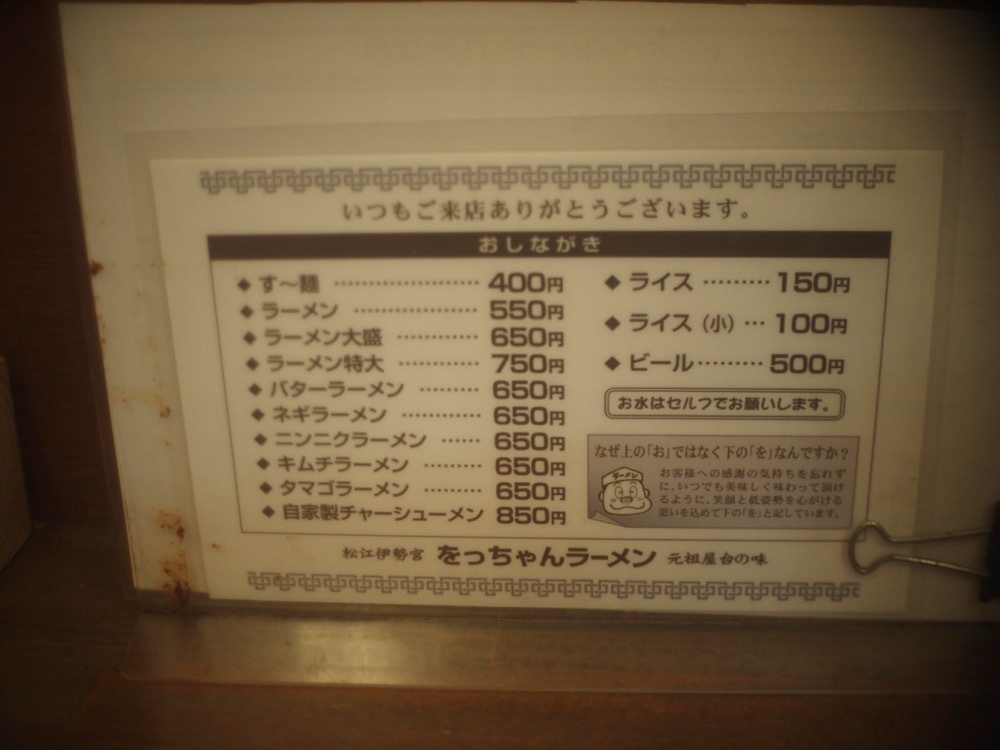 いつもご来店ありがとうございます。
おしながき
◆ す〜麺 ………………… 400円
◆ ラーメン ……………… 550円
◆ ラーメン大盛 ………… 650円
◆ ラーメン特大 ………… 750円
◆ バターラーメン ……… 650円
◆ ネギラーメン ………… 650円
◆ ニンニクラーメン …… 650円
◆ キムチラーメン ……… 650円
◆ タマゴラーメン ……… 650円
◆ 自家製チャーシューメン 850円
◆ ライス ……… 150円
◆ ライス(小) … 100円
◆ ビール ……… 500円
お水はセルフでお願いします。
なぜ上の「お」ではなく下の「を」なんですか?
ラーメン
お客様への感謝の気持ちを忘れず
に、いつでも美味しく味わって頂け
るように、笑顔と低姿勢を心がける
思いを込めて下の「を」と記しています。
松江伊勢宮 をっちゃんラーメン 元祖屋台の味